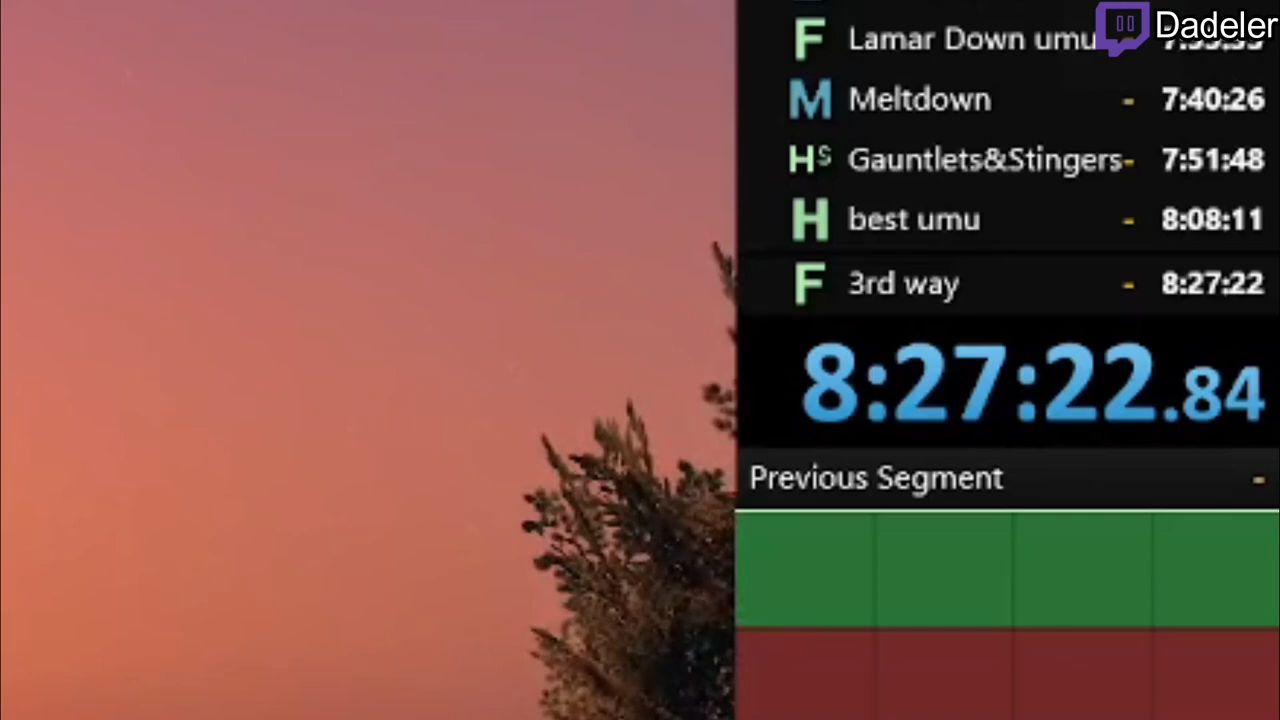 Dadeler
F Lamar Down umu
M Meltdown - 7:40:26
HS Gauntlets&Stingers- 7:51:48
H best umu - 8:08:11
F 3rd way - 8:27:22
8:27:22.84
Previous Segment -